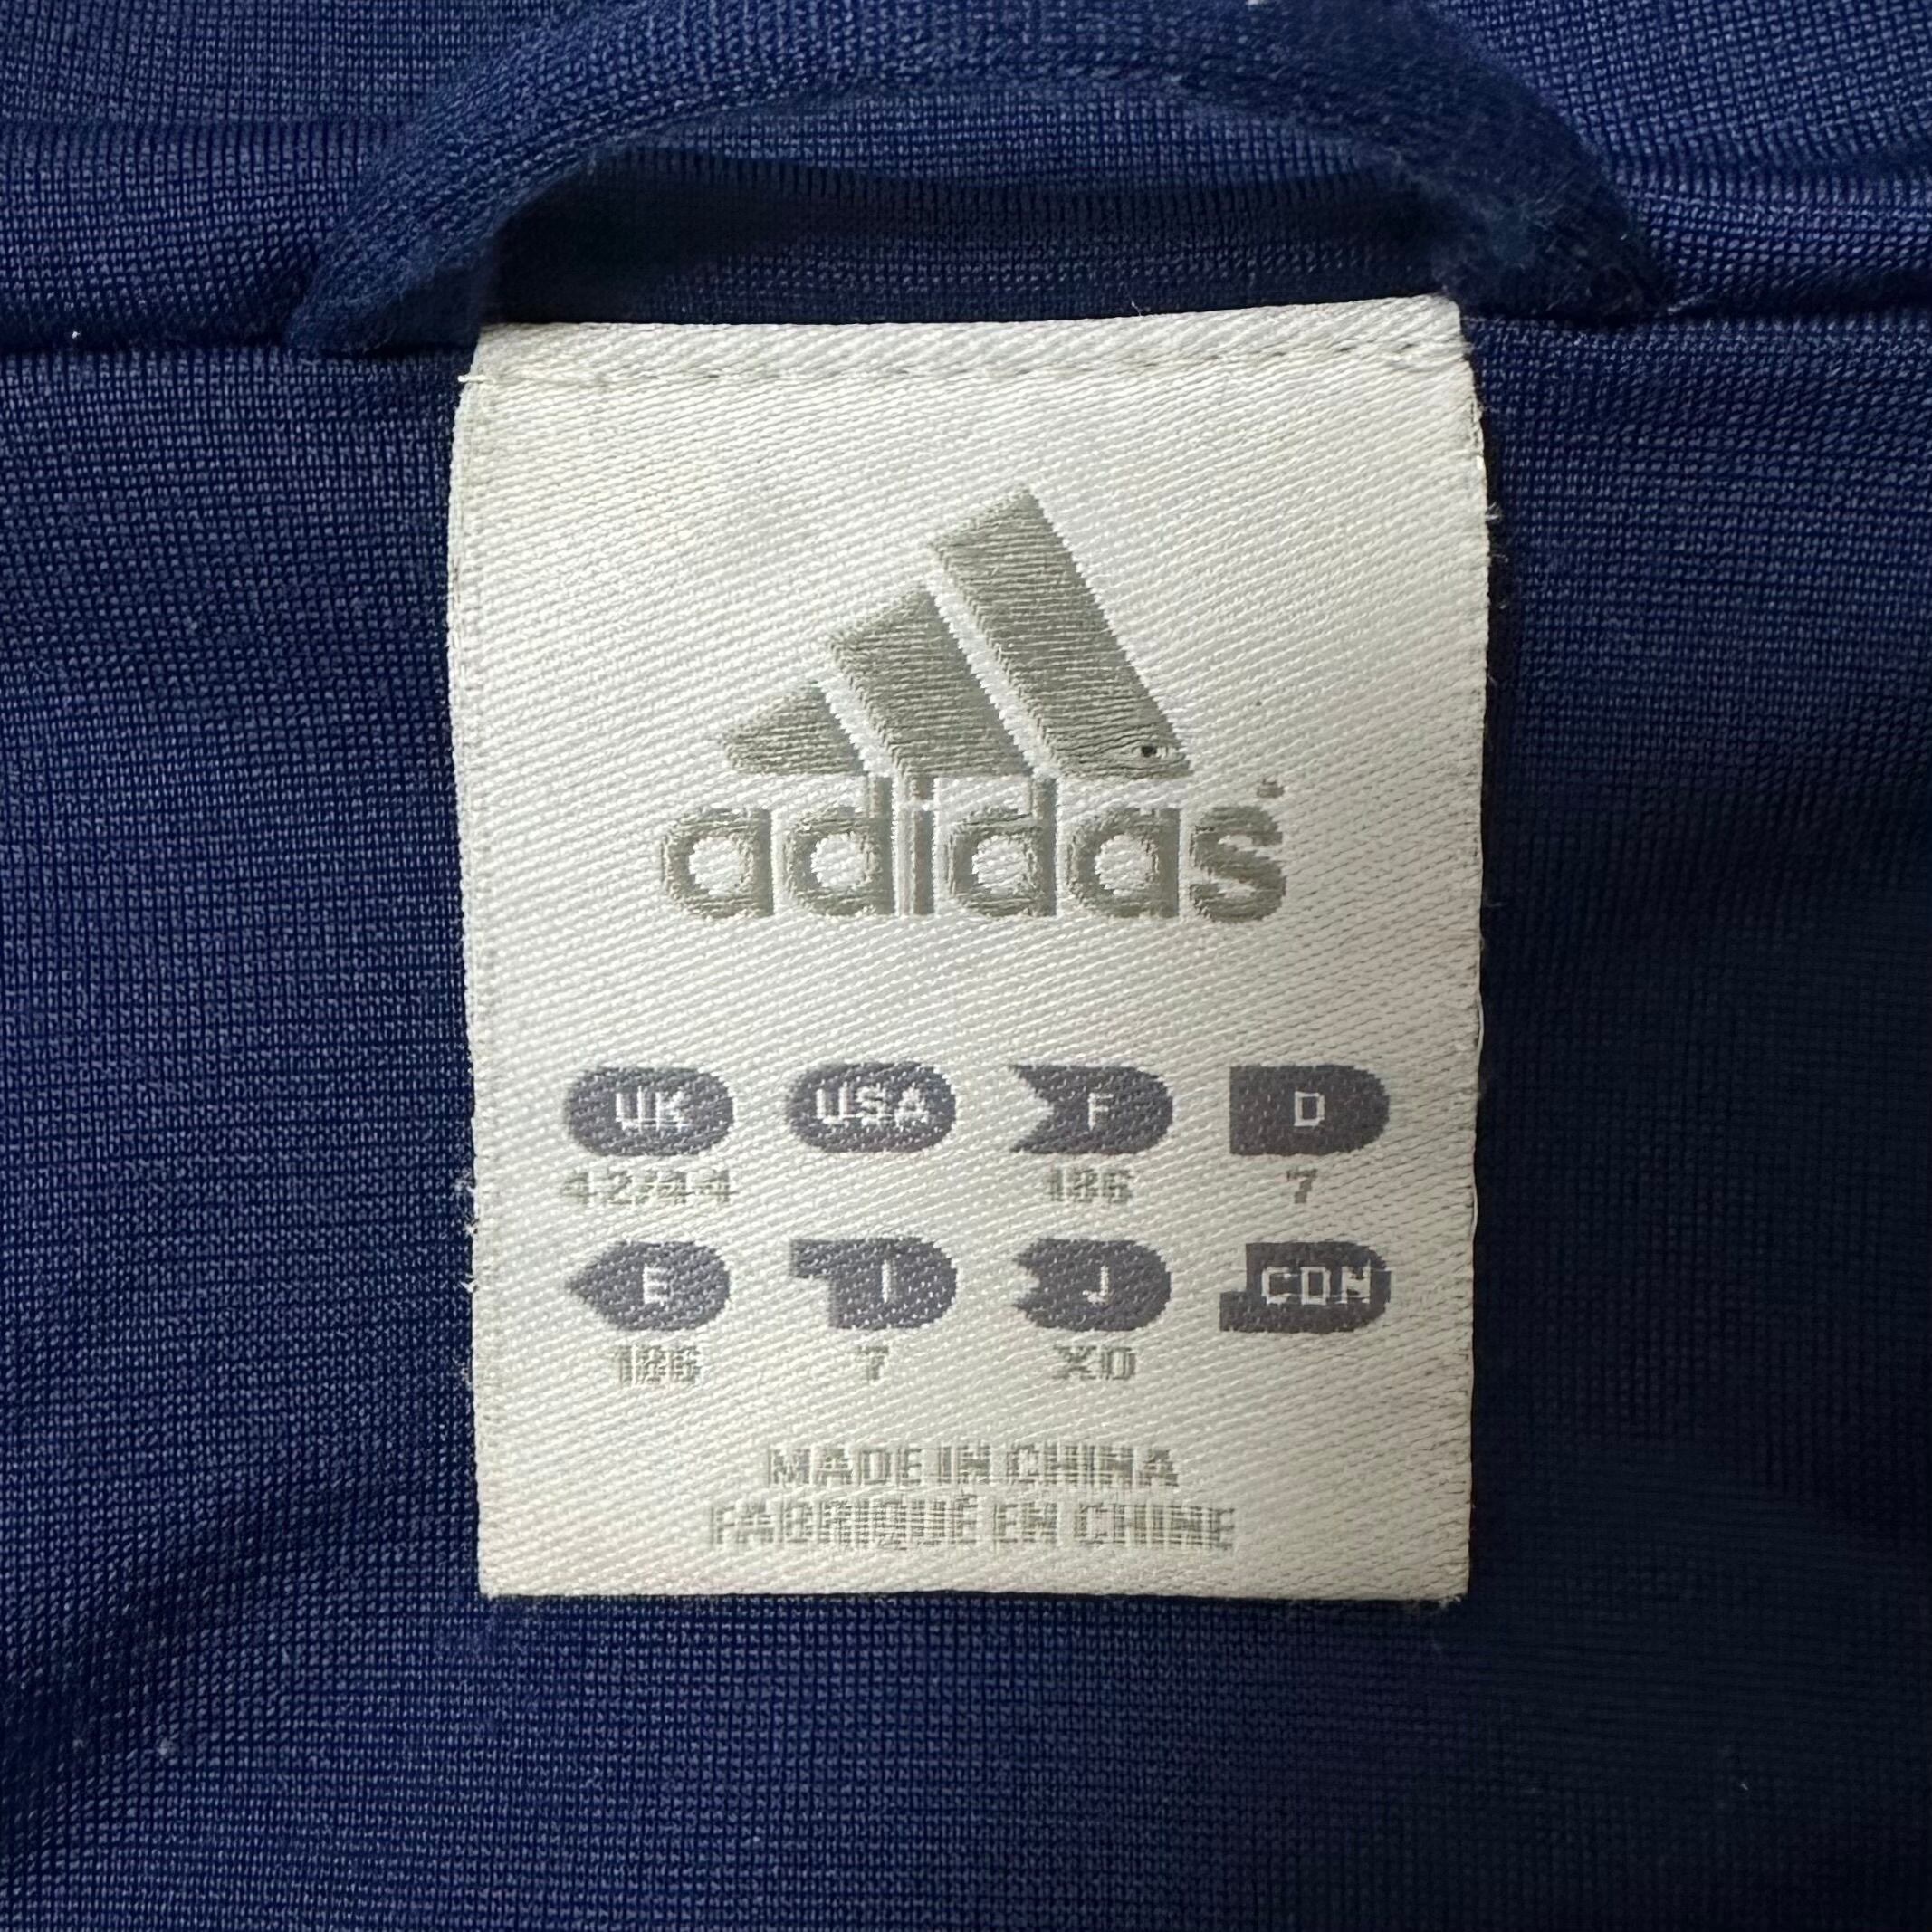 adidas
UK USA F D
42/44 186 7
E I J CDN
186 7 XO
MADE IN CHINA
FABRIQUÉ EN CHINE